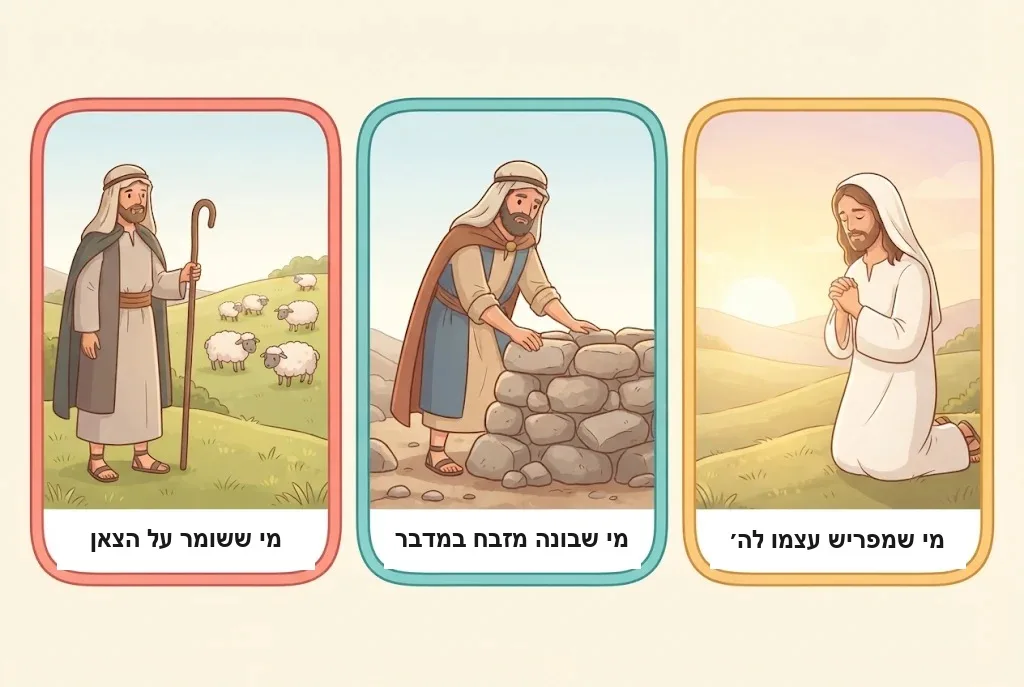 מי שמפריש עצמו לה׳
מי שבונה מזבח במדבר
מי ששומר על הצאן